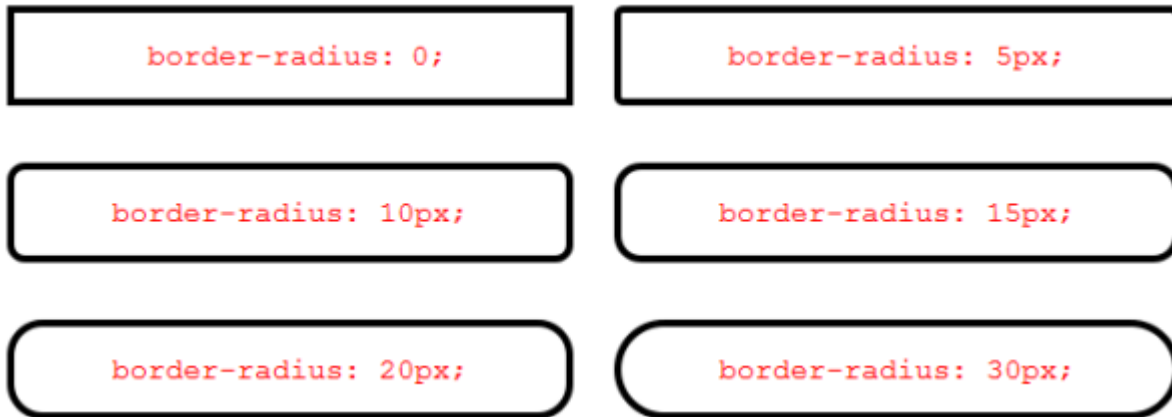 border-radius: 0;
border-radius: 5px;
border-radius: 10px;
border-radius: 15px;
border-radius: 20px;
border-radius: 30px;